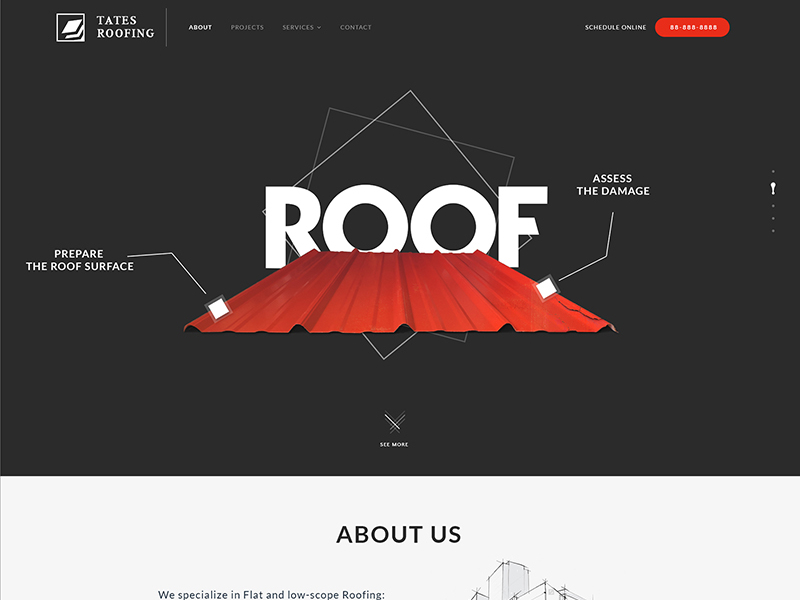 TATES
ROOFING
ABOUT
PROJECTS
SERVICES
CONTACT
SCHEDULE ONLINE
88-888-8888
ROOF
ASSESS
THE DAMAGE
PREPARE
THE ROOF SURFACE
SEE MORE
ABOUT US
We specialize in Flat and low-scope Roofing: